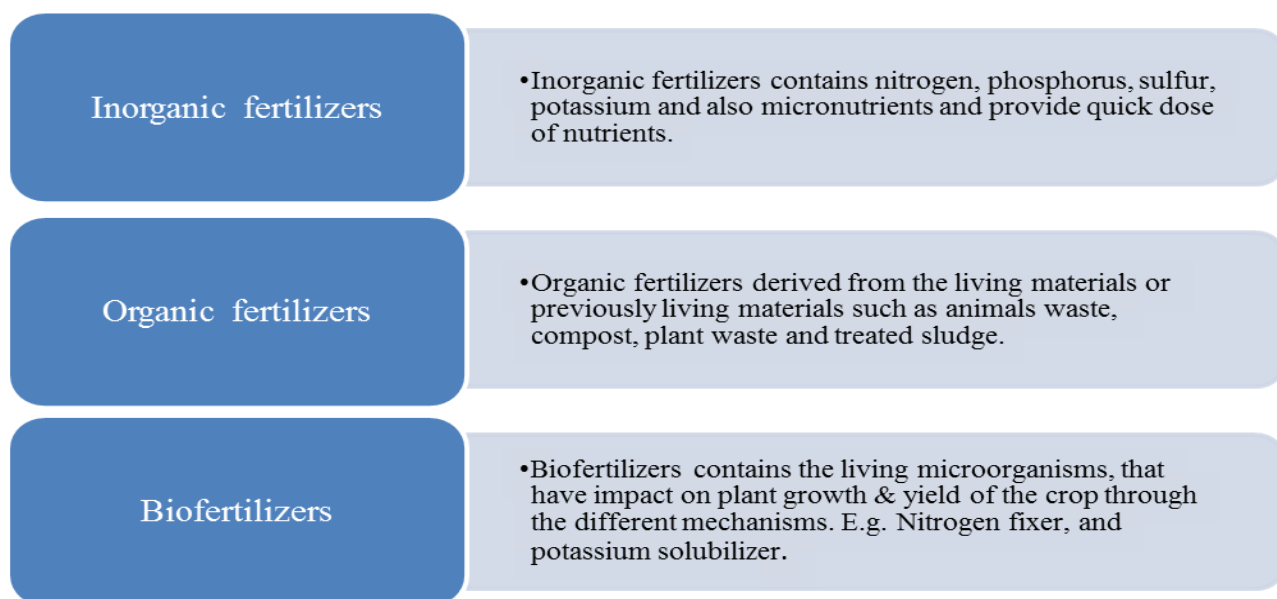 Inorganic fertilizers
•Inorganic fertilizers contains nitrogen, phosphorus, sulfur,
potassium and also micronutrients and provide quick dose
of nutrients.
Organic fertilizers
•Organic fertilizers derived from the living materials or
previously living materials such as animals waste,
compost, plant waste and treated sludge.
Biofertilizers
•Biofertilizers contains the living microorganisms, that
have impact on plant growth & yield of the crop through
the different mechanisms. E.g. Nitrogen fixer, and
potassium solubilizer.